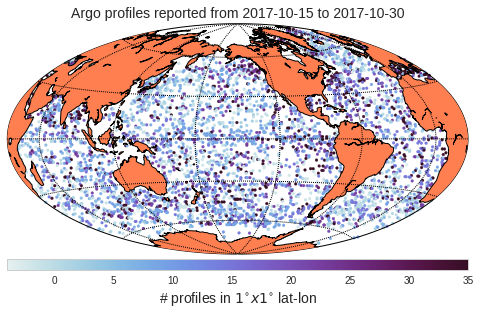 Argo profiles reported from 2017-10-15 to 2017-10-30
0 5 10 15 20 25 30 35
# profiles in 1°x1° lat-lon